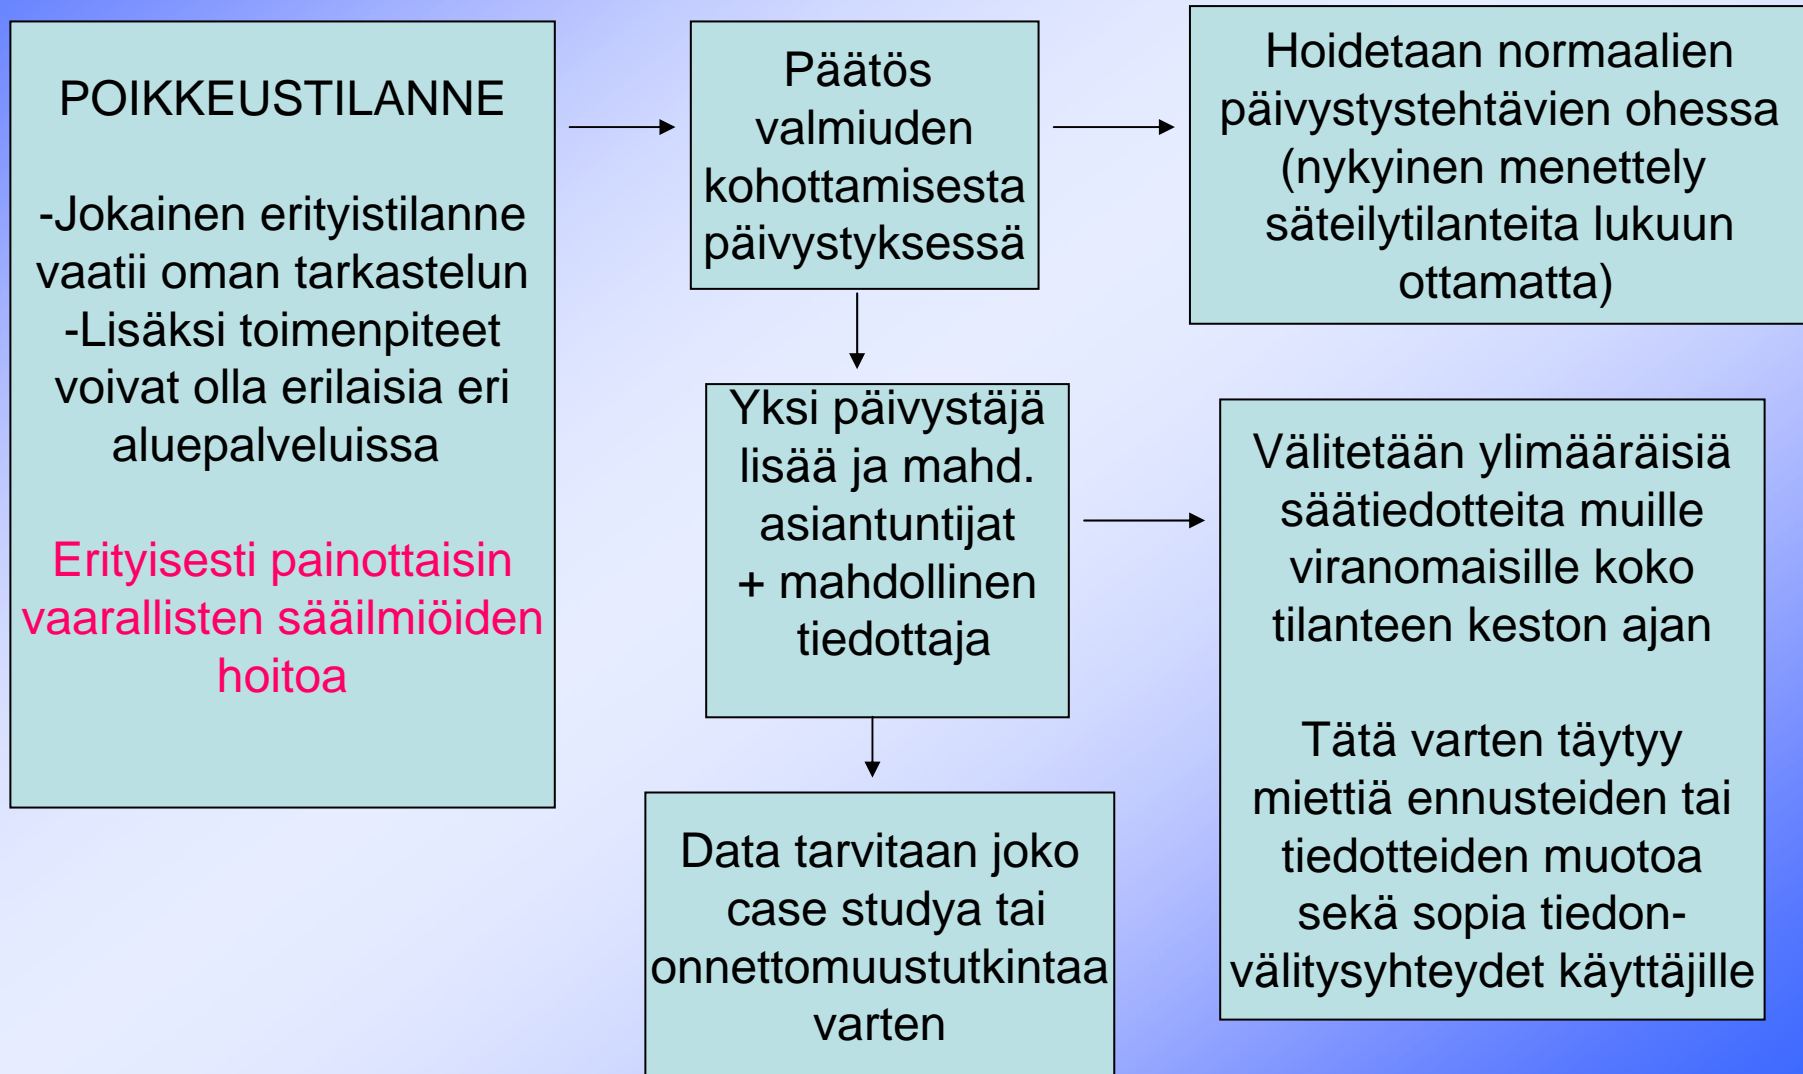 POIKKEUSTILANNE
-Jokainen erityistilanne
vaatii oman tarkastelun
-Lisäksi toimenpiteet
voivat olla erilaisia eri
aluepalveluissa
Erityisesti painottaisin
vaarallisten sääilmiöiden
hoitoa
Päätös
valmiuden
kohottamisesta
päivystyksessä
Hoidetaan normaalien
päivystystehtävien ohessa
(nykyinen menettely
säteilytilanteita lukuun
ottamatta)
Yksi päivystäjä
lisää ja mahd.
asiantuntijat
+ mahdollinen
tiedottaja
Välitetään ylimääräisiä
säätiedotteita muille
viranomaisille koko
tilanteen keston ajan
Tätä varten täytyy
miettiä ennusteiden tai
tiedotteiden muotoa
sekä sopia tiedon-
välitysyhteydet käyttäjille
Data tarvitaan joko
case studya tai
onnettomuustutkintaa
varten